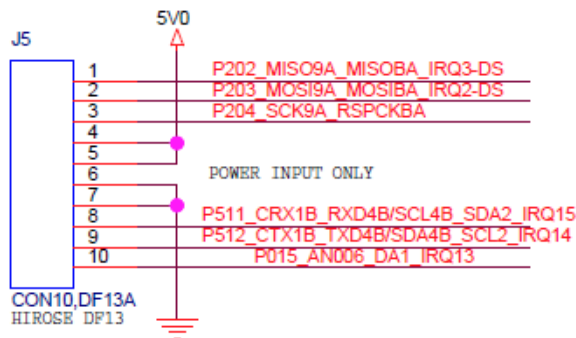 5V0
J5
1 P202_MISO9A_MISOBA_IRQ3-DS
2 P203_MOSI9A_MOSIBA_IRQ2-DS
3 P204_SCK9A_RSPCKBA
4
5
6 POWER INPUT ONLY
7
8 P511_CRX1B_RXD4B/SCL4B_SDA2_IRQ15
9 P512_CTX1B_TXD4B/SDA4B_SCL2_IRQ14
10 P015_AN006_DA1_IRQ13
CON10,DF13A
HIROSE DF13